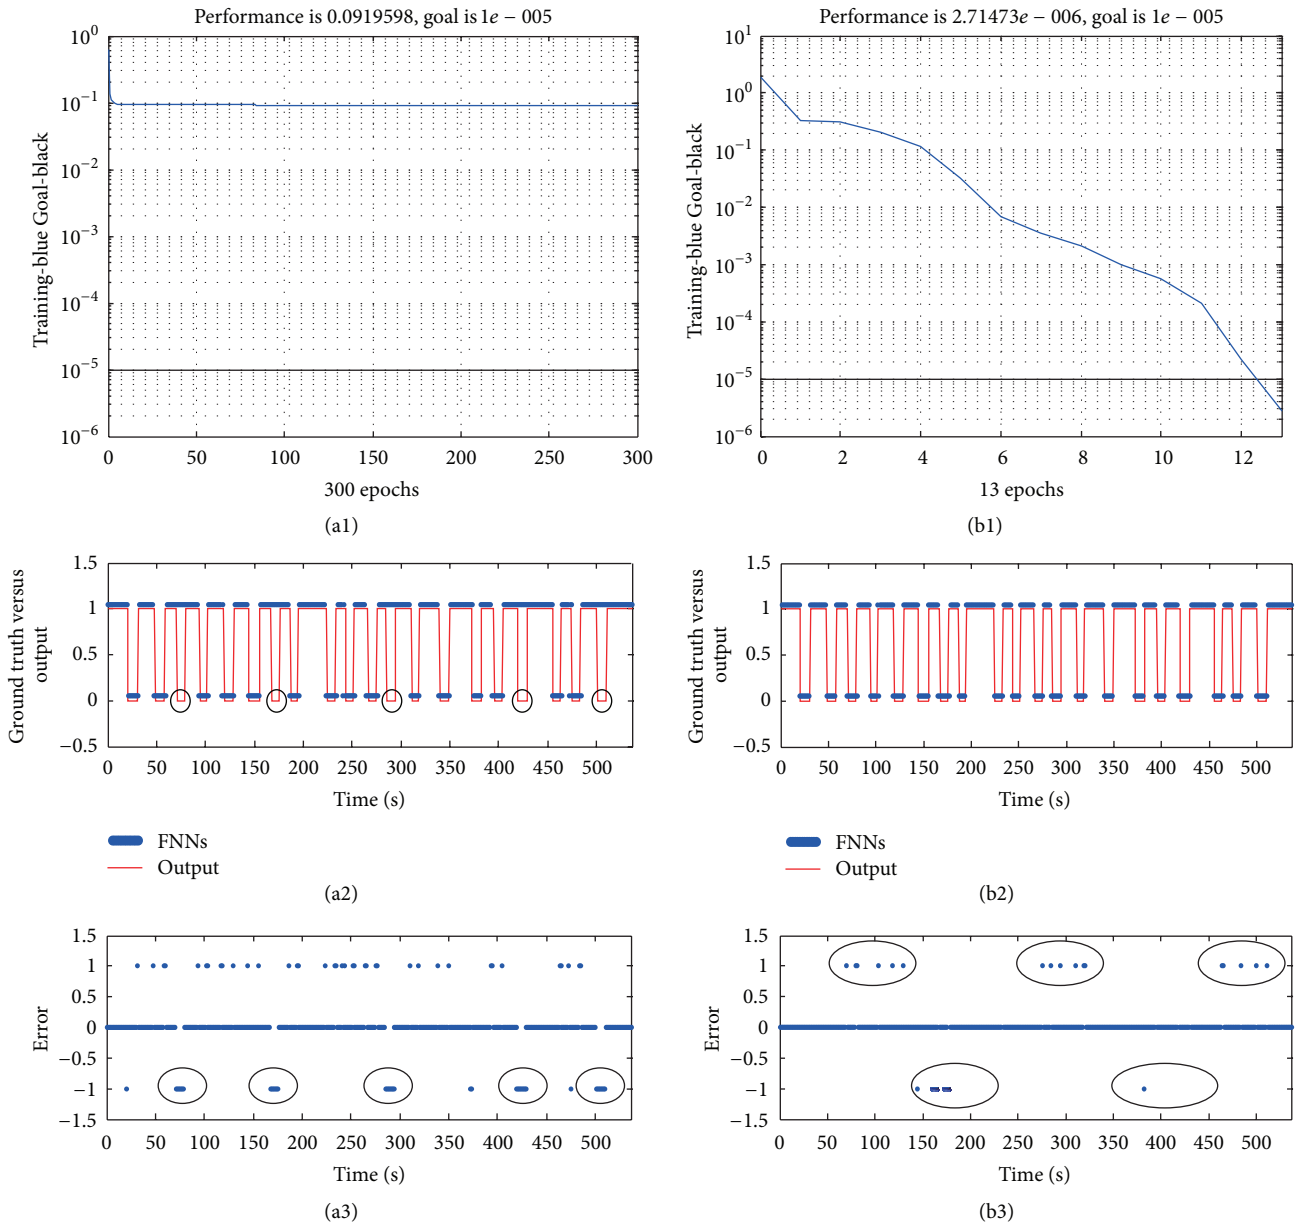 Performance is 0.0919598, goal is 1e − 005
10^0
10^−1
10^−2
10^−3
10^−4
10^−5
10^−6
Training-blue Goal-black
0 50 100 150 200 250 300
300 epochs
(a1)
Performance is 2.71473e − 006, goal is 1e − 005
10^1
10^0
10^−1
10^−2
10^−3
10^−4
10^−5
10^−6
Training-blue Goal-black
0 2 4 6 8 10 12
13 epochs
(b1)
1.5
1
0.5
0
−0.5
Ground truth versus
output
0 50 100 150 200 250 300 350 400 450 500
Time (s)
FNNs
Output
(a2)
1.5
1
0.5
0
−0.5
Ground truth versus
output
0 50 100 150 200 250 300 350 400 450 500
Time (s)
FNNs
Output
(b2)
1.5
1
0.5
0
−0.5
−1
−1.5
Error
0 50 100 150 200 250 300 350 400 450 500
Time (s)
(a3)
1.5
1
0.5
0
−0.5
−1
−1.5
Error
0 50 100 150 200 250 300 350 400 450 500
Time (s)
(b3)